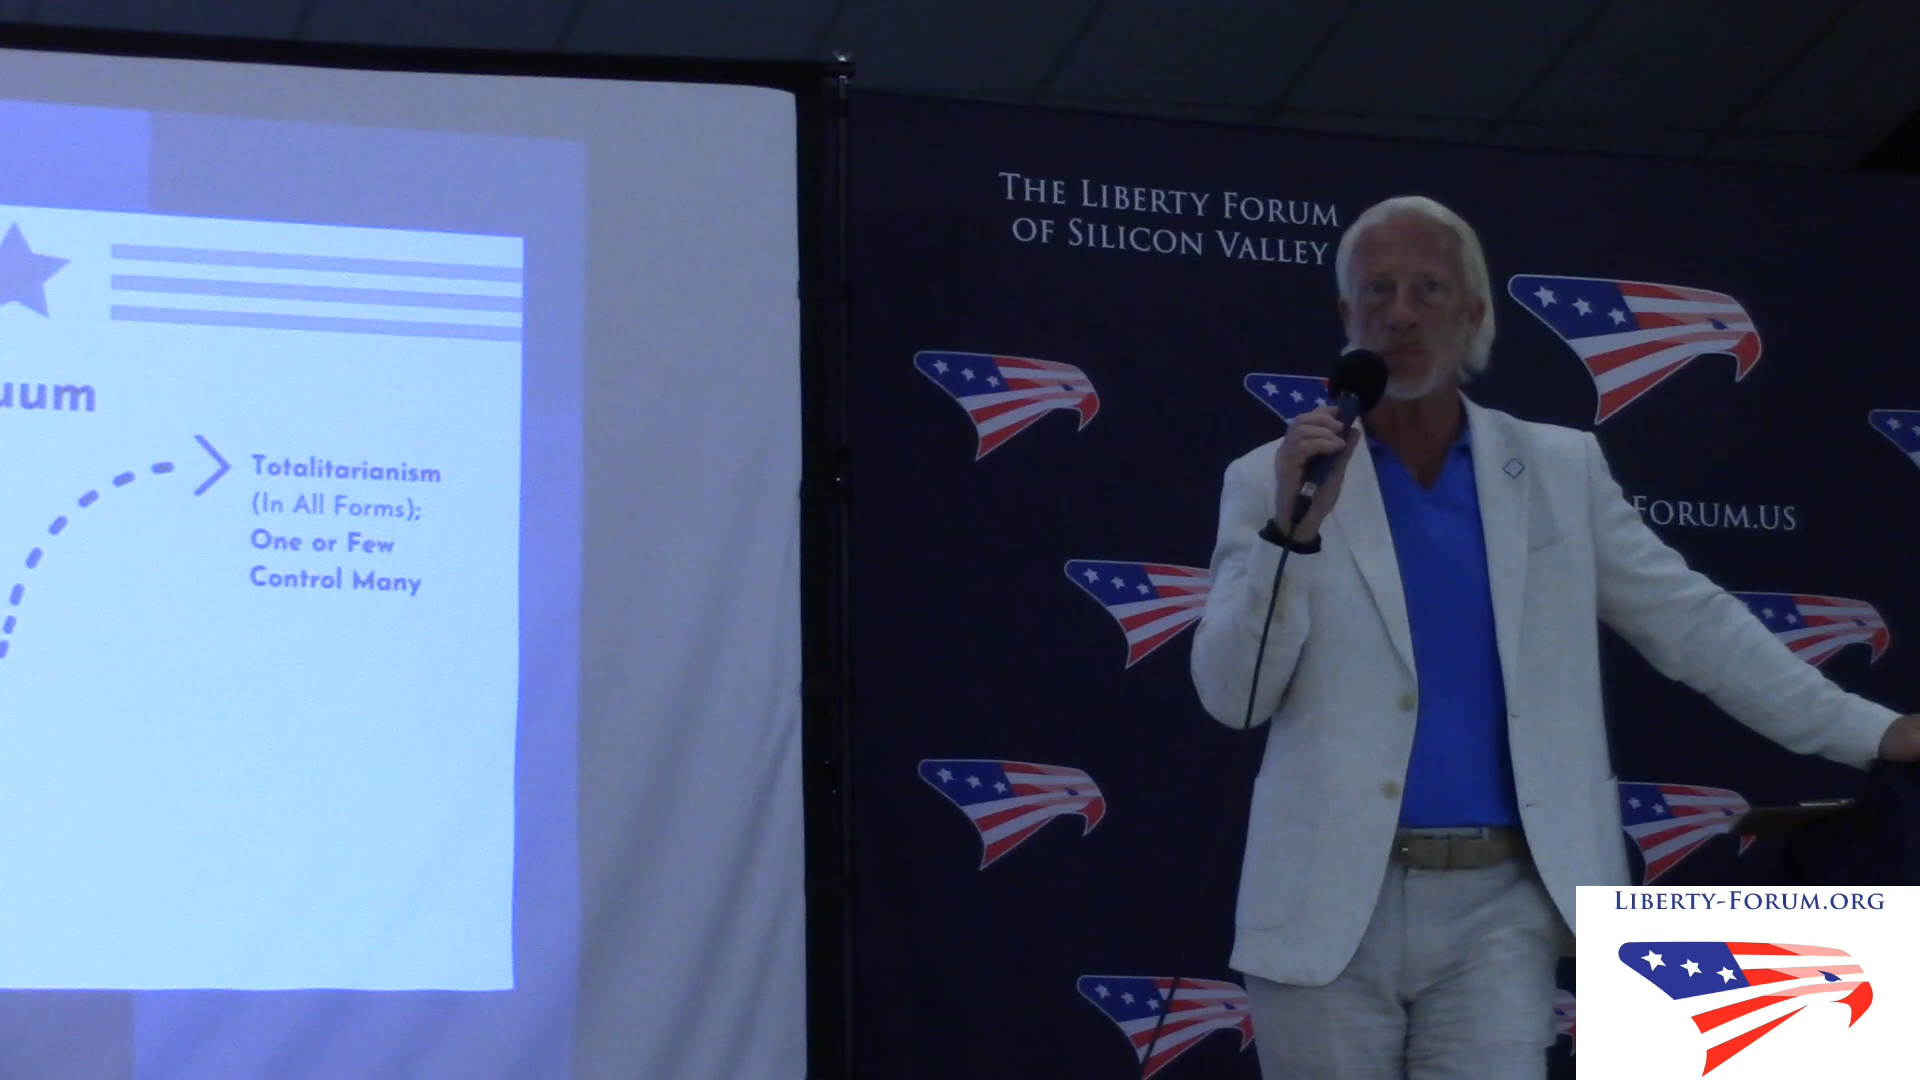 Totalitarianism
(In All Forms);
One or Few
Control Many
THE LIBERTY FORUM
OF SILICON VALLEY
FORUM.US
LIBERTY-FORUM.ORG